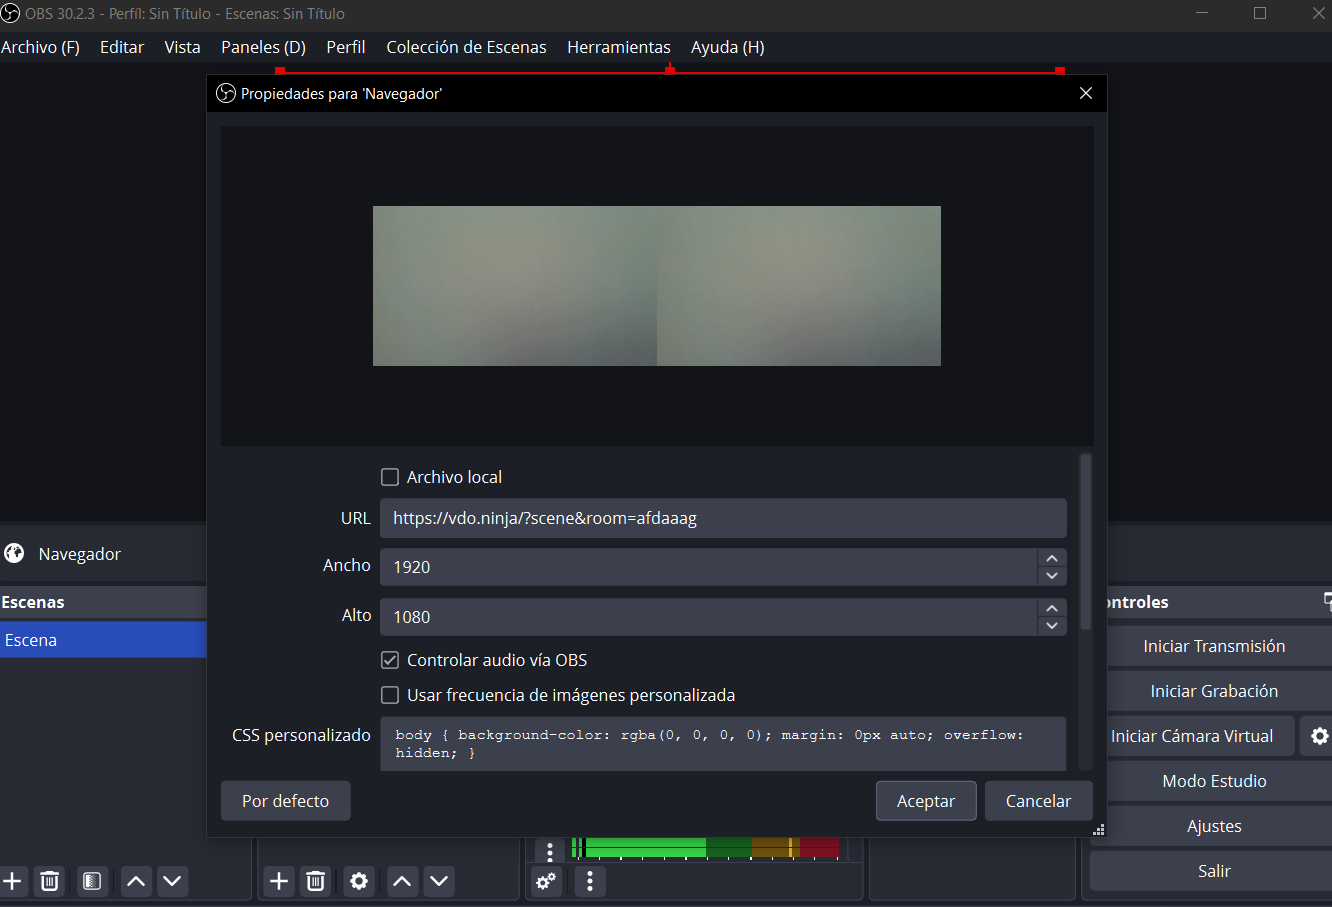 OBS 30.2.3 - Perfil: Sin Título - Escenas: Sin Título
Archivo (F) Editar Vista Paneles (D) Perfil Colección de Escenas Herramientas Ayuda (H)
Propiedades para 'Navegador'
Archivo local
URL https://vdo.ninja/?scene&room=afdaaag
Ancho 1920
Alto 1080
Controlar audio vía OBS
Usar frecuencia de imágenes personalizada
CSS personalizado body { background-color: rgba(0, 0, 0, 0); margin: 0px auto; overflow:
hidden; }
Por defecto Aceptar Cancelar
Navegador
Escenas
Escena
ontroles
Iniciar Transmisión
Iniciar Grabación
Iniciar Cámara Virtual
Modo Estudio
Ajustes
Salir